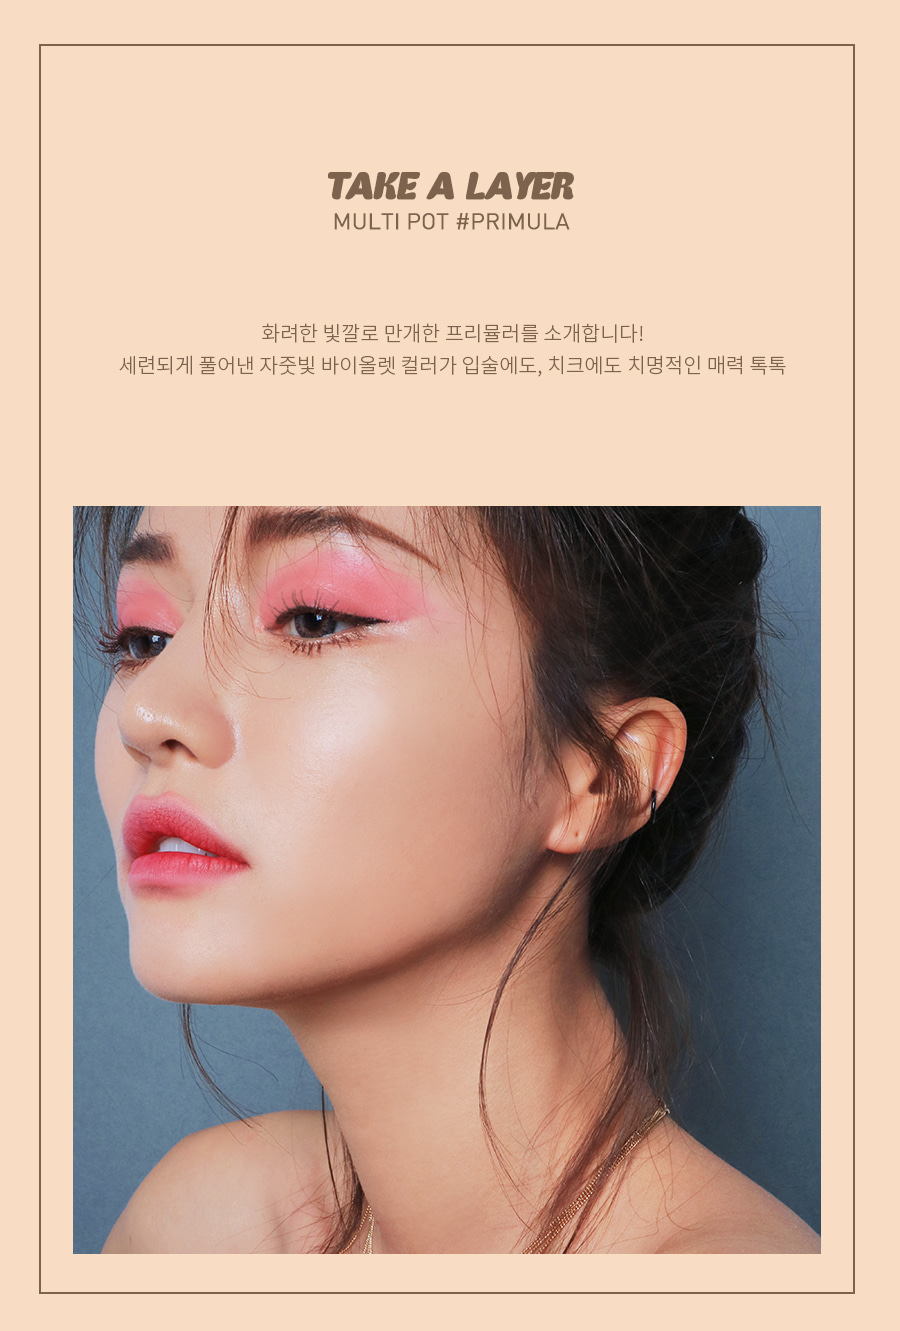 TAKE A LAYER
MULTI POT #PRIMULA
화려한 빛깔로 만개한 프리뮬러를 소개합니다!
세련되게 풀어낸 자줏빛 바이올렛 컬러가 입술에도, 치크에도 치명적인 매력 톡톡